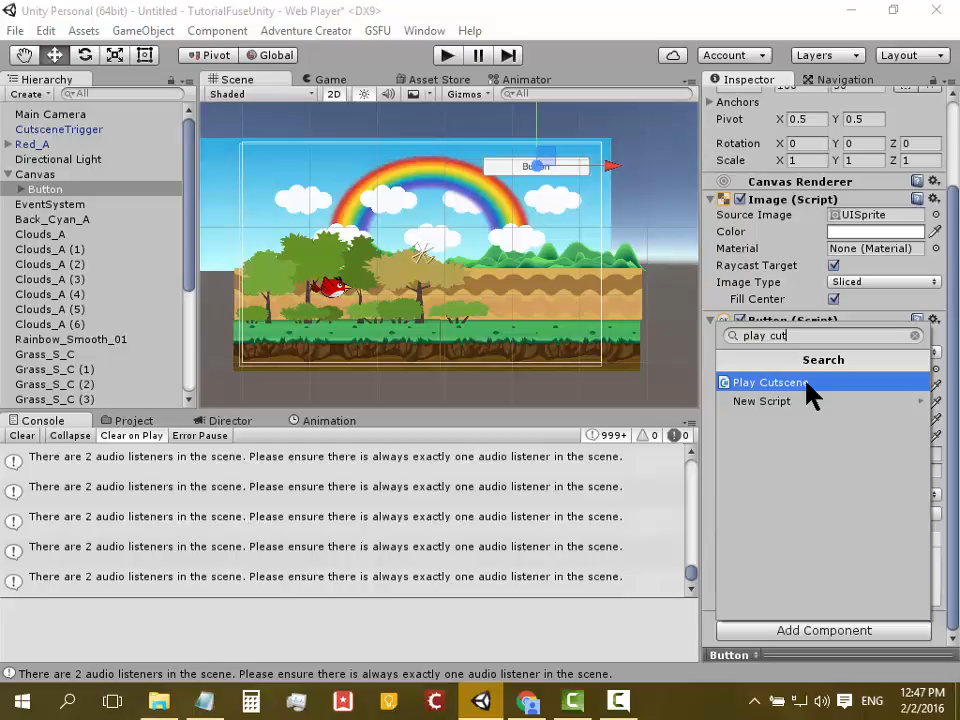 Unity Personal (64bit) - Untitled - TutorialFuseUnity - Web Player* <DX9>
File Edit Assets GameObject Component Adventure Creator GSFU Window Help
Pivot Global Account Layers Layout
Hierarchy Scene Game Asset Store Animator Inspector Navigation
Create All Shaded 2D Gizmos All
Main Camera
CutsceneTrigger
Red_A
Directional Light
Canvas
Button
EventSystem
Back_Cyan_A
Clouds_A
Clouds_A (1)
Clouds_A (2)
Clouds_A (3)
Clouds_A (4)
Clouds_A (5)
Clouds_A (6)
Rainbow_Smooth_01
Grass_S_C
Grass_S_C (1)
Grass_S_C (2)
Grass_S_C (3)
Button
Anchors
Pivot X 0.5 Y 0.5
Rotation X 0 Y 0 Z 0
Scale X 1 Y 1 Z 1
Canvas Renderer
Image (Script)
Source Image UISprite
Color
Material None (Material)
Raycast Target
Image Type Sliced
Fill Center
Button (Script)
play cut
Search
Play Cutscene
New Script
Add Component
Button
Console Project Director Animation
Clear Collapse Clear on Play Error Pause 999+ 0 0
There are 2 audio listeners in the scene. Please ensure there is always exactly one audio listener in the scene.
There are 2 audio listeners in the scene. Please ensure there is always exactly one audio listener in the scene.
There are 2 audio listeners in the scene. Please ensure there is always exactly one audio listener in the scene.
There are 2 audio listeners in the scene. Please ensure there is always exactly one audio listener in the scene.
There are 2 audio listeners in the scene. Please ensure there is always exactly one audio listener in the scene.
There are 2 audio listeners in the scene. Please ensure there is always exactly one audio listener in the scene.
ENG
12:47 PM
2/2/2016